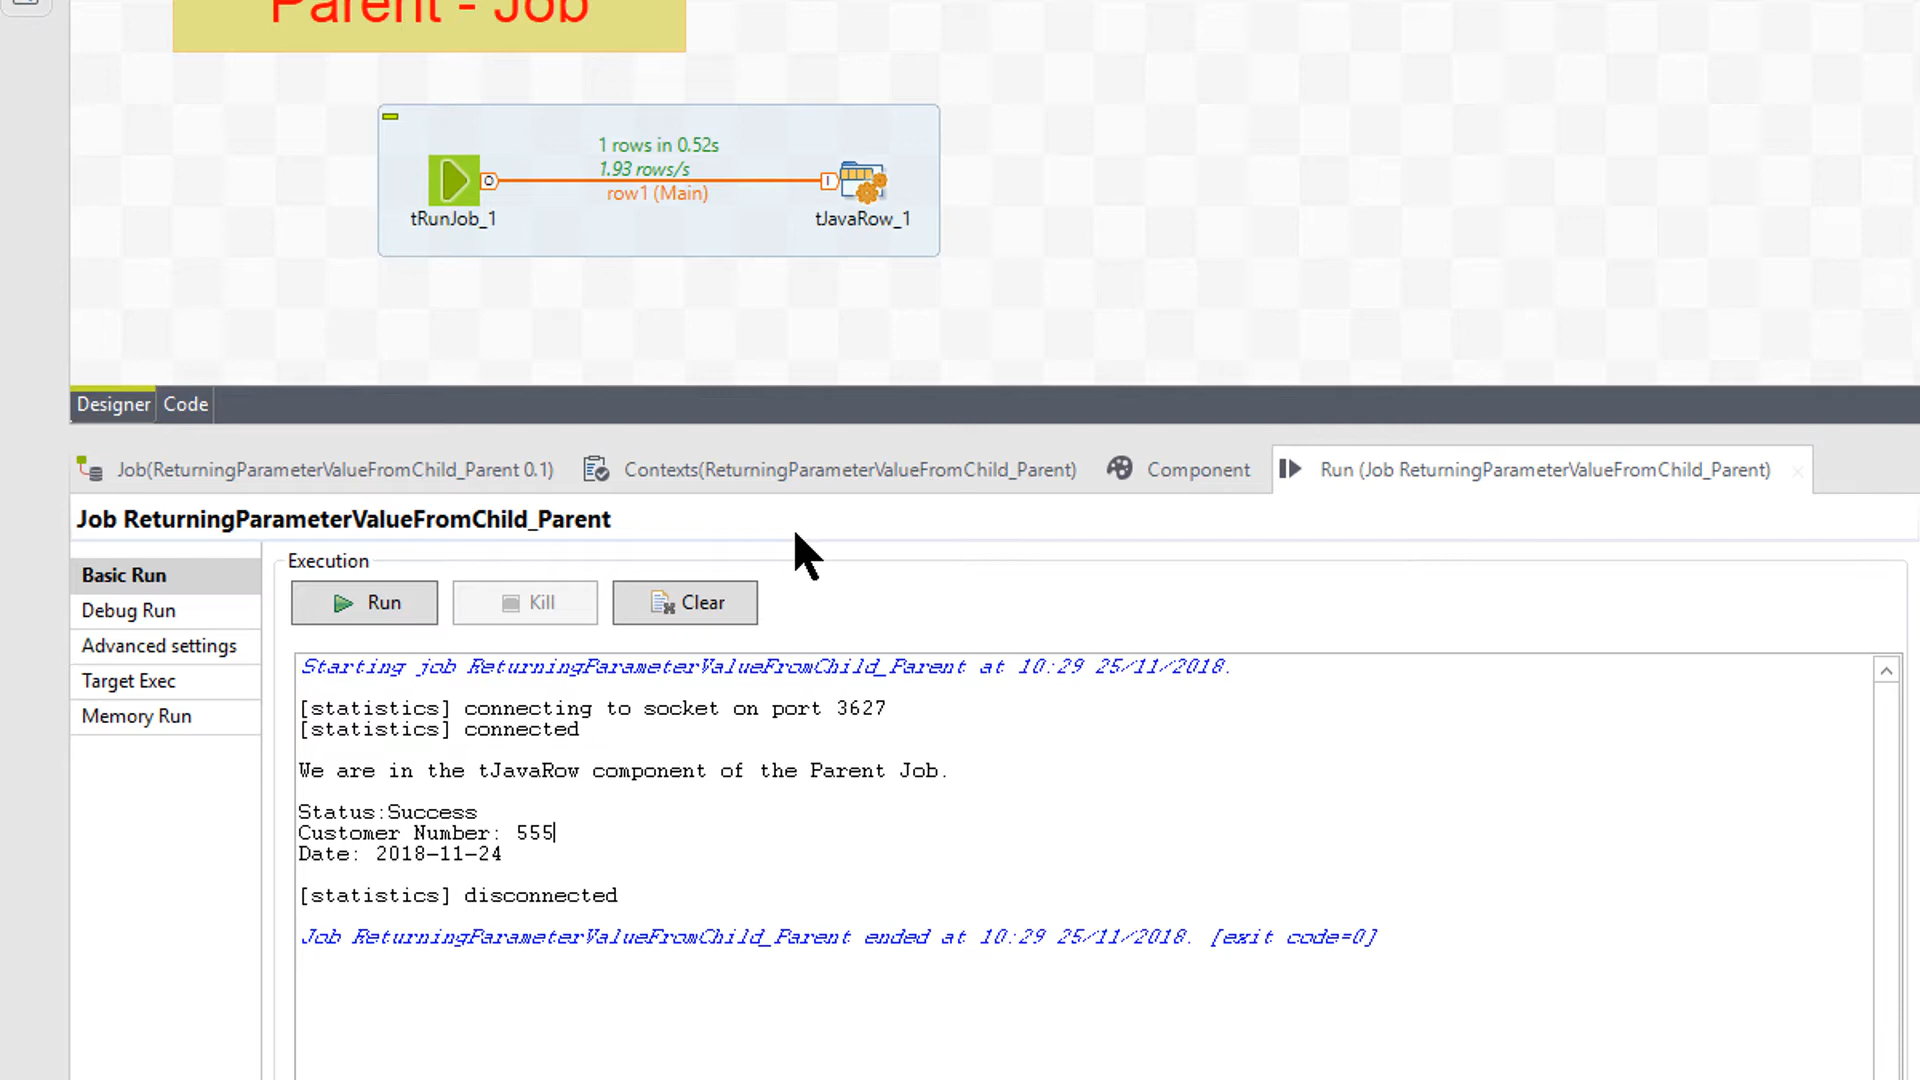 Parent - Job
1 rows in 0.52s
1.93 rows/s
row1 (Main)
tRunJob_1
tJavaRow_1
Designer
Code
Job(ReturningParameterValueFromChild_Parent 0.1)
Contexts(ReturningParameterValueFromChild_Parent)
Component
Run (Job ReturningParameterValueFromChild_Parent)
Job ReturningParameterValueFromChild_Parent
Basic Run
Debug Run
Advanced settings
Target Exec
Memory Run
Execution
Run
Kill
Clear
Starting job ReturningParameterValueFromChild_Parent at 10:29 25/11/2018.
[statistics] connecting to socket on port 3627
[statistics] connected
We are in the tJavaRow component of the Parent Job.
Status:Success
Customer Number: 555
Date: 2018-11-24
[statistics] disconnected
Job ReturningParameterValueFromChild_Parent ended at 10:29 25/11/2018. [exit code=0]